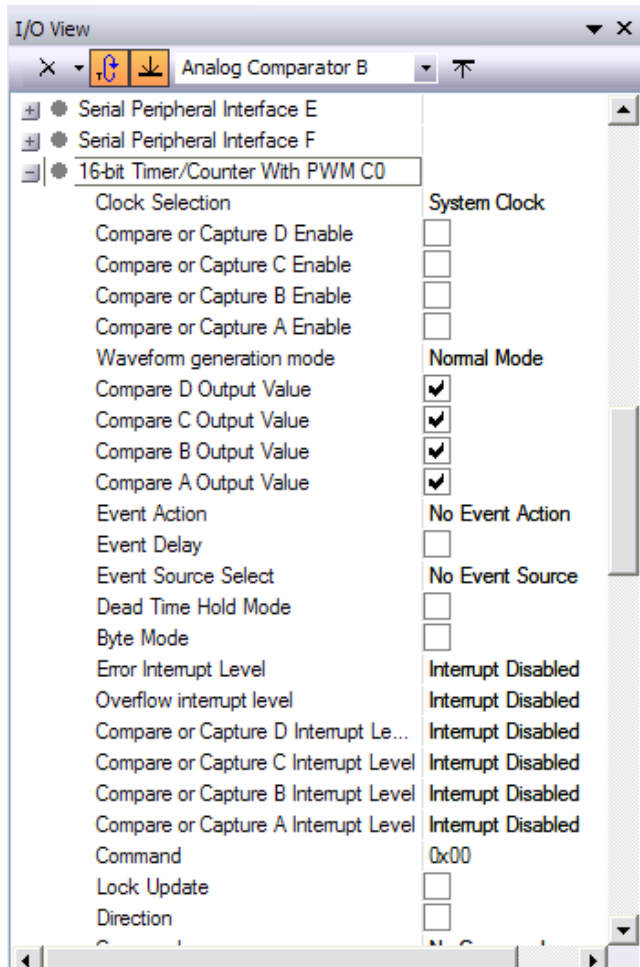 I/O View
Analog Comparator B
Serial Peripheral Interface E
Serial Peripheral Interface F
16-bit Timer/Counter With PWM C0
Clock Selection System Clock
Compare or Capture D Enable
Compare or Capture C Enable
Compare or Capture B Enable
Compare or Capture A Enable
Waveform generation mode Normal Mode
Compare D Output Value
Compare C Output Value
Compare B Output Value
Compare A Output Value
Event Action No Event Action
Event Delay
Event Source Select No Event Source
Dead Time Hold Mode
Byte Mode
Error Interrupt Level Interrupt Disabled
Overflow interrupt level Interrupt Disabled
Compare or Capture D Interrupt Le... Interrupt Disabled
Compare or Capture C Interrupt Level Interrupt Disabled
Compare or Capture B Interrupt Level Interrupt Disabled
Compare or Capture A Interrupt Level Interrupt Disabled
Command 0x00
Lock Update
Direction